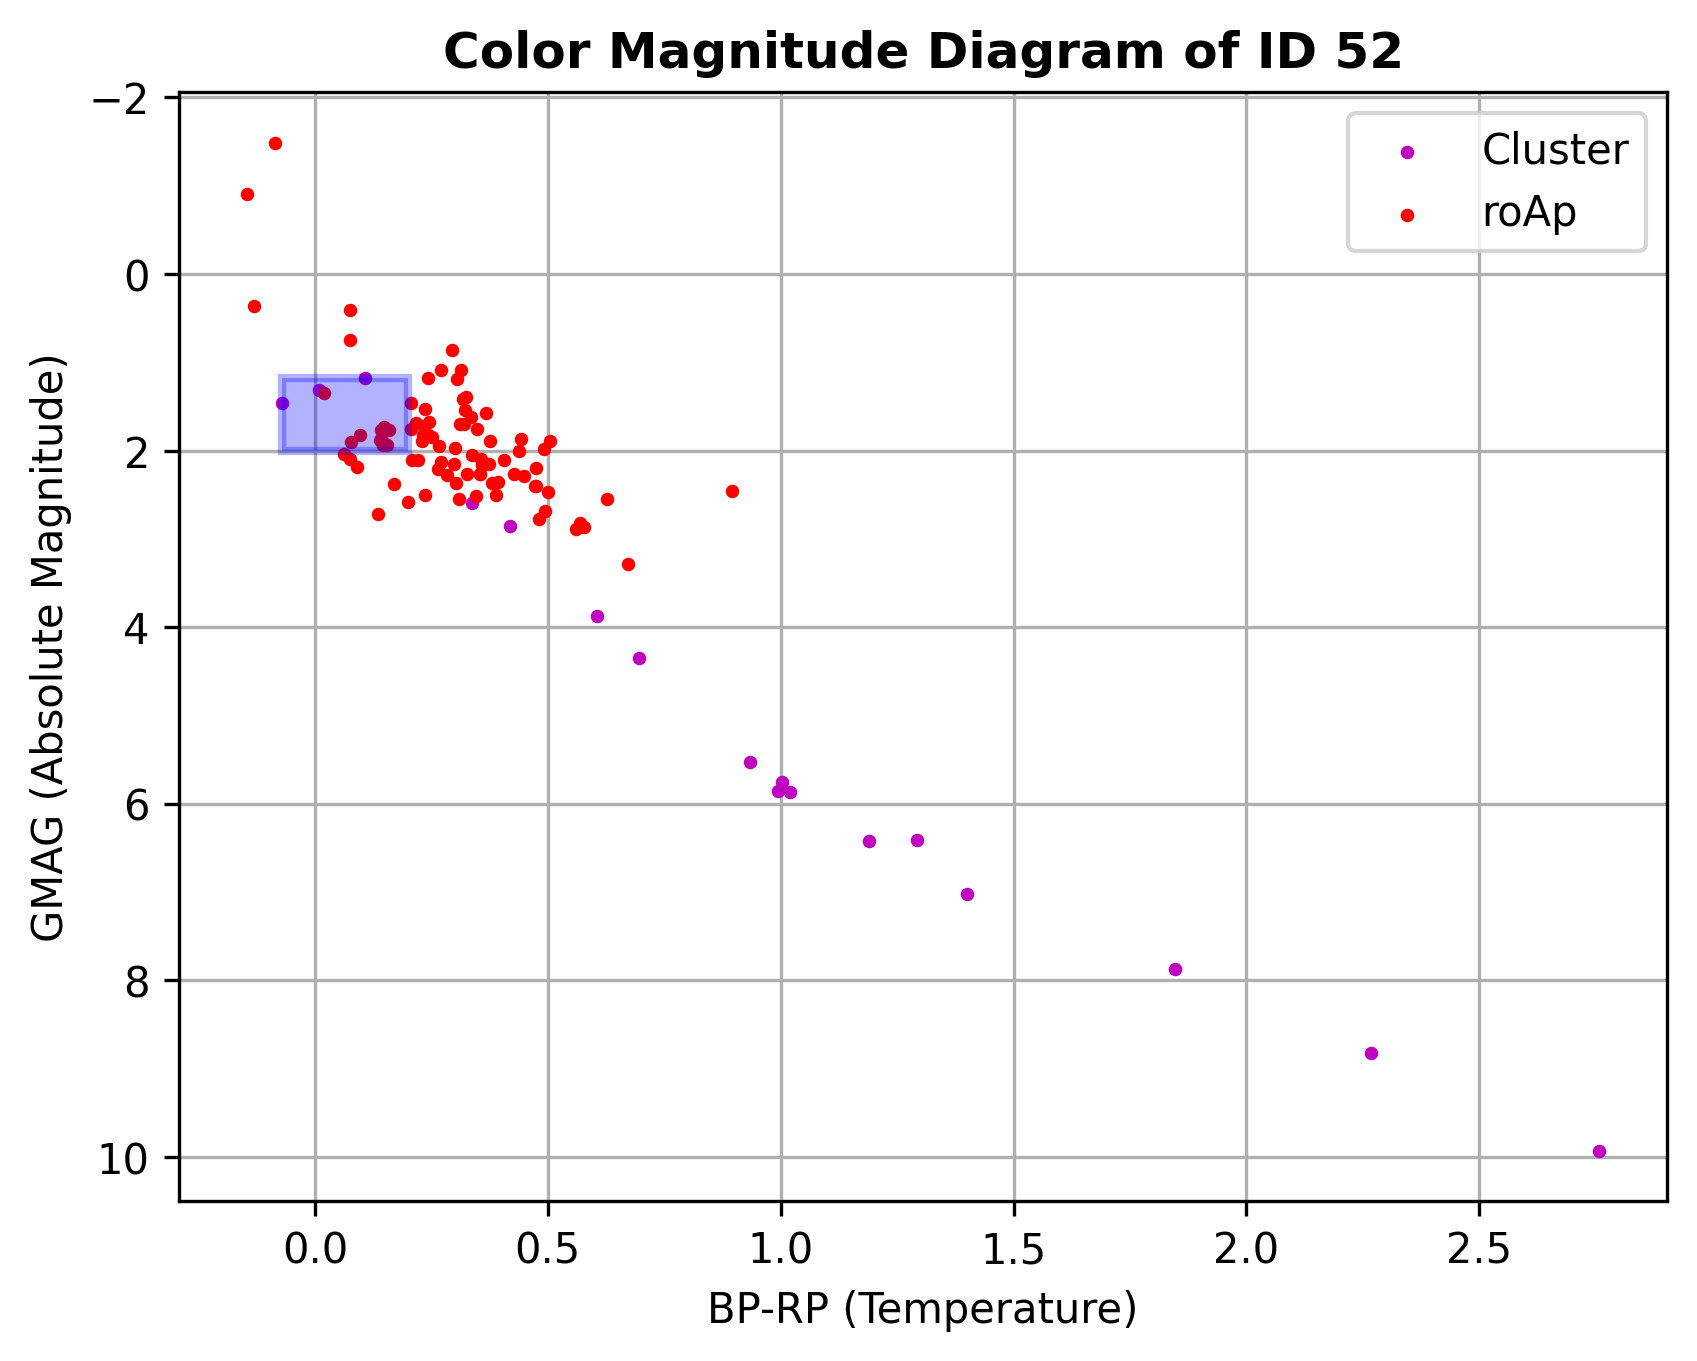 Color Magnitude Diagram of ID 52
Cluster
roAp
−2
0
2
4
6
8
10
GMAG (Absolute Magnitude)
0.0
0.5
1.0
1.5
2.0
2.5
BP-RP (Temperature)